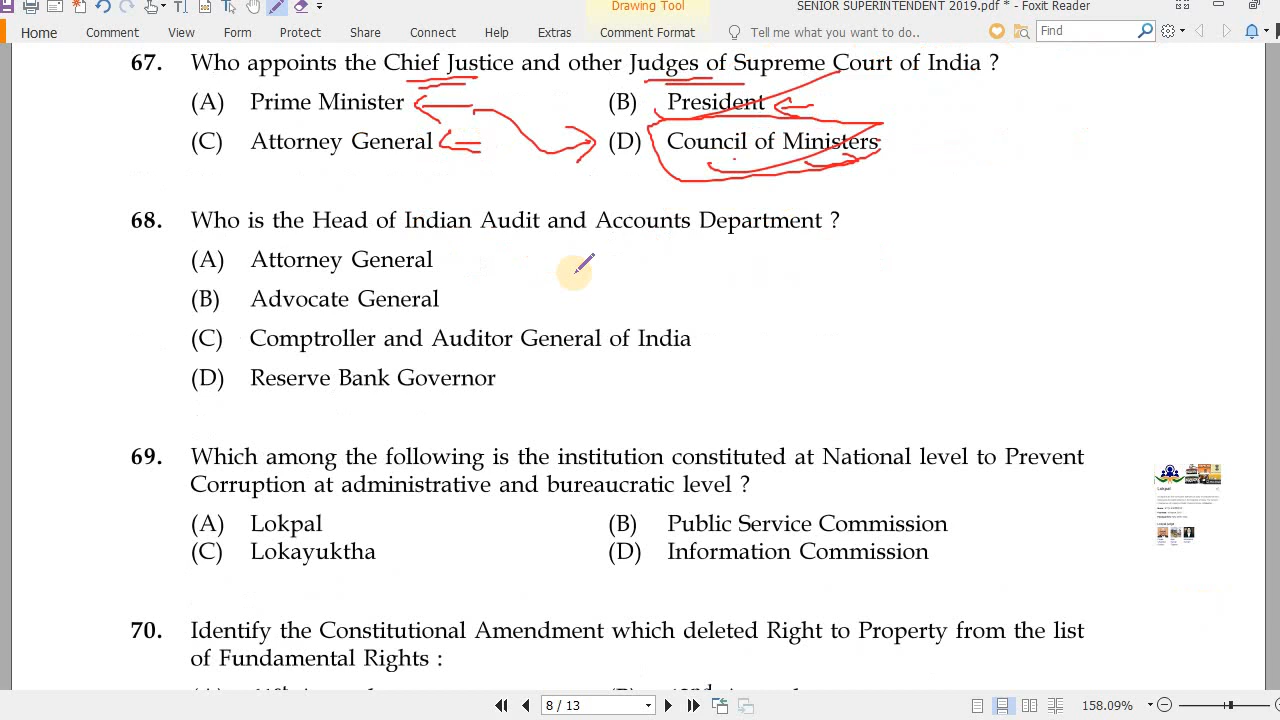 Drawing Tool
SENIOR SUPERINTENDENT 2019.pdf * - Foxit Reader
Home Comment View Form Protect Share Connect Help Extras Comment Format Tell me what you want to do.. Find
67. Who appoints the Chief Justice and other Judges of Supreme Court of India ?
(A) Prime Minister (B) President
(C) Attorney General (D) Council of Ministers
68. Who is the Head of Indian Audit and Accounts Department ?
(A) Attorney General
(B) Advocate General
(C) Comptroller and Auditor General of India
(D) Reserve Bank Governor
69. Which among the following is the institution constituted at National level to Prevent
Corruption at administrative and bureaucratic level ?
(A) Lokpal (B) Public Service Commission
(C) Lokayuktha (D) Information Commission
Lokpal
70. Identify the Constitutional Amendment which deleted Right to Property from the list
of Fundamental Rights :
8 / 13
158.09%